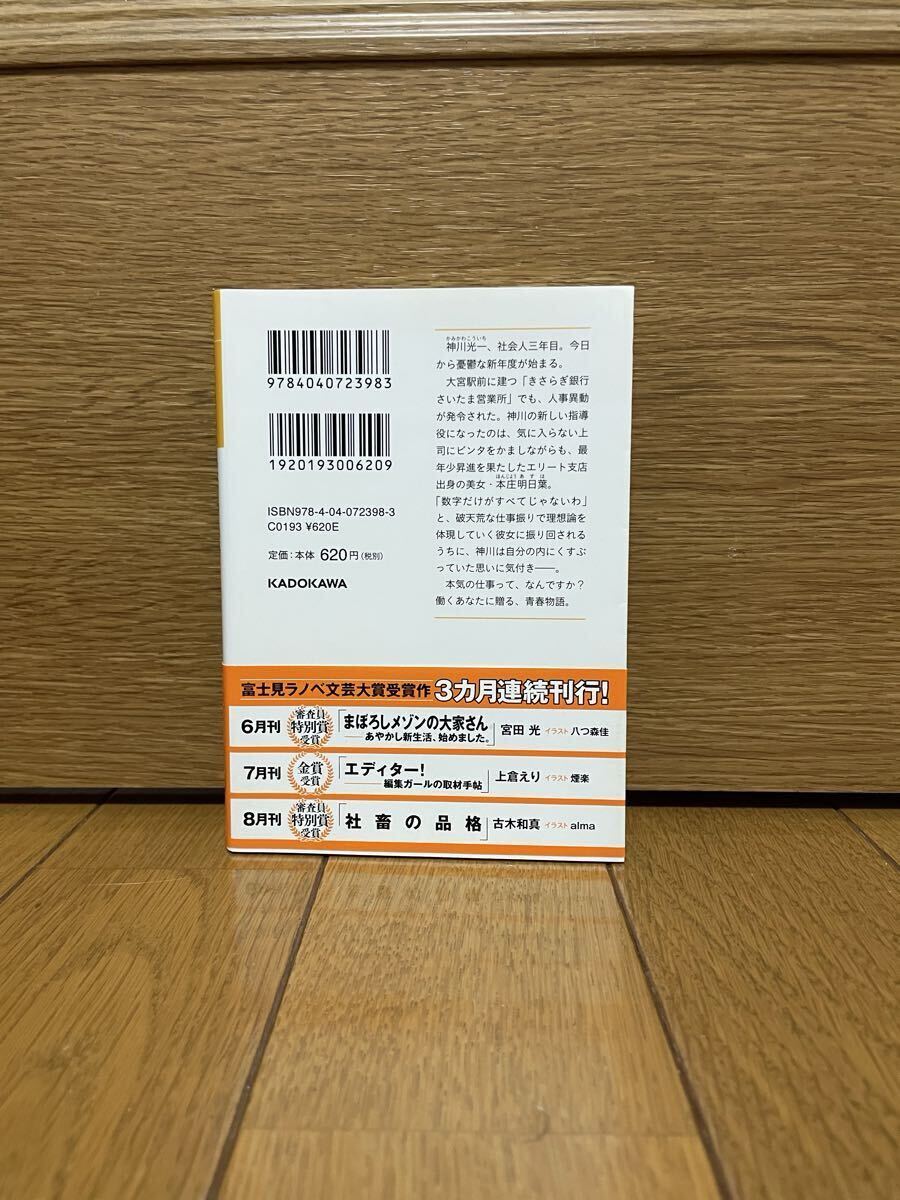 9784040723983
1920193006209
ISBN978-4-04-072398-3
C0193 ¥620E
定価：本体 620円（税別）
KADOKAWA
かみかわこういち
神川光一、社会人三年目。今日
から憂鬱な新年度が始まる。
大宮駅前に建つ「きさらぎ銀行
さいたま営業所」でも、人事異動
が発令された。神川の新しい指導
役になったのは、気に入らない上
司にビンタをかましながらも、最
年少昇進を果たしたエリート支店
ほんじょう あすは
出身の美女・本庄明日葉。
「数字だけがすべてじゃないわ」
と、破天荒な仕事振りで理想論を
体現していく彼女に振り回される
うちに、神川は自分の内にくすぶ
っていた思いに気付き――。
本気の仕事って、なんですか？
働くあなたに贈る、青春物語。
富士見ラノベ文芸大賞受賞作 3カ月連続刊行！
6月刊 審査員特別賞受賞 「まぼろしメゾンの大家さん ―あやかし新生活、始めました。」 宮田 光 イラスト 八つ森佳
7月刊 金賞受賞 「エディター！ ―編集ガールの取材手帖」 上倉えり イラスト 煙楽
8月刊 審査員特別賞受賞 「社畜の品格」 古木和真 イラスト alma